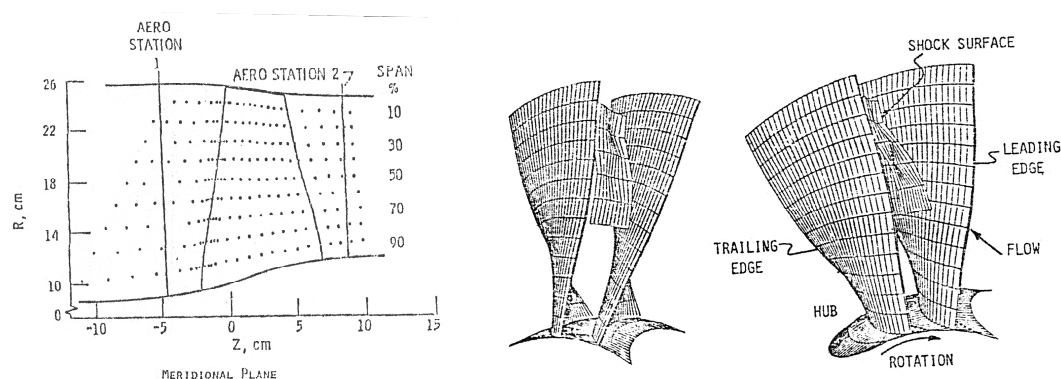 AERO
STATION
1
AERO STATION 2
SPAN
%
26
22
18
14
10
0
R, cm
10
30
50
70
90
-10
-5
0
5
10
15
Z, cm
MERIDIONAL PLANE
SHOCK SURFACE
LEADING
EDGE
TRAILING
EDGE
FLOW
HUB
ROTATION